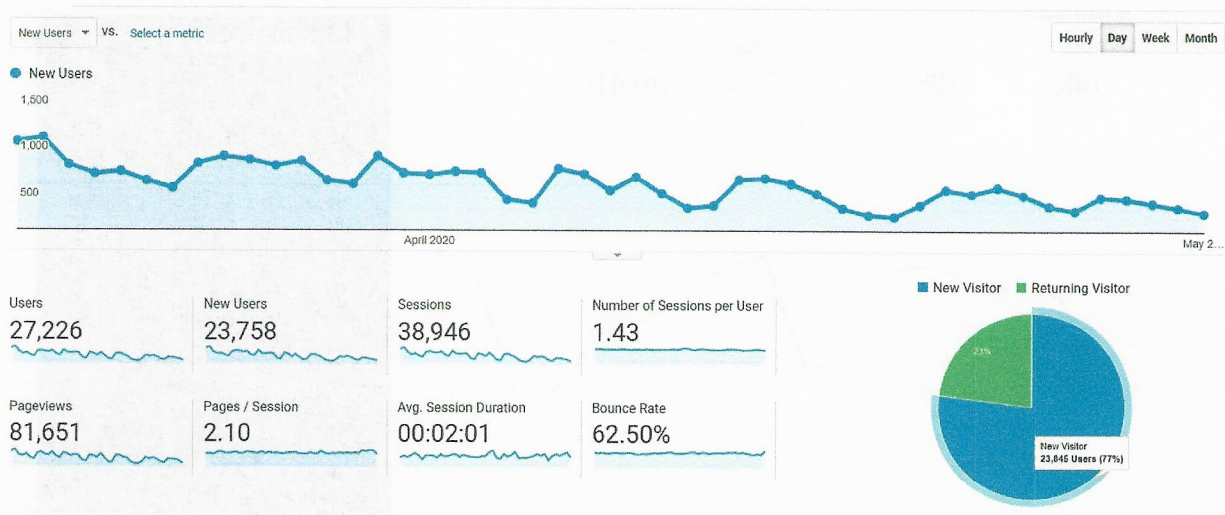 New Users vs. Select a metric
Hourly Day Week Month
New Users
1,500
1,000
500
April 2020
May 2...
New Visitor Returning Visitor
Users
27,226
New Users
23,758
Sessions
38,946
Number of Sessions per User
1.43
Pageviews
81,651
Pages / Session
2.10
Avg. Session Duration
00:02:01
Bounce Rate
62.50%
23%
New Visitor
23,845 Users (77%)